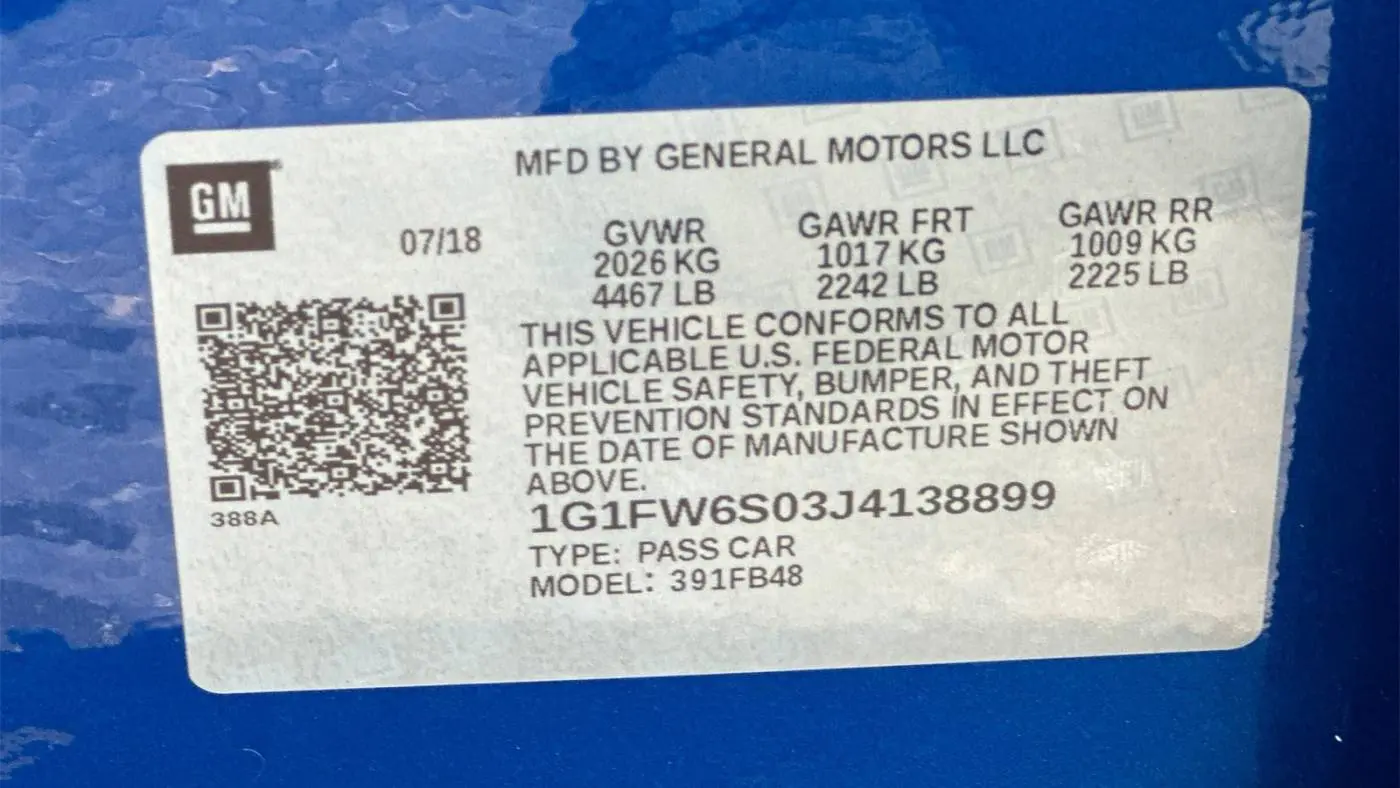 MFD BY GENERAL MOTORS LLC
GM
07/18
GVWR GAWR FRT GAWR RR
2026 KG 1017 KG 1009 KG
4467 LB 2242 LB 2225 LB
THIS VEHICLE CONFORMS TO ALL
APPLICABLE U.S. FEDERAL MOTOR
VEHICLE SAFETY, BUMPER, AND THEFT
PREVENTION STANDARDS IN EFFECT ON
THE DATE OF MANUFACTURE SHOWN
ABOVE.
388A
1G1FW6S03J4138899
TYPE: PASS CAR
MODEL: 391FB48